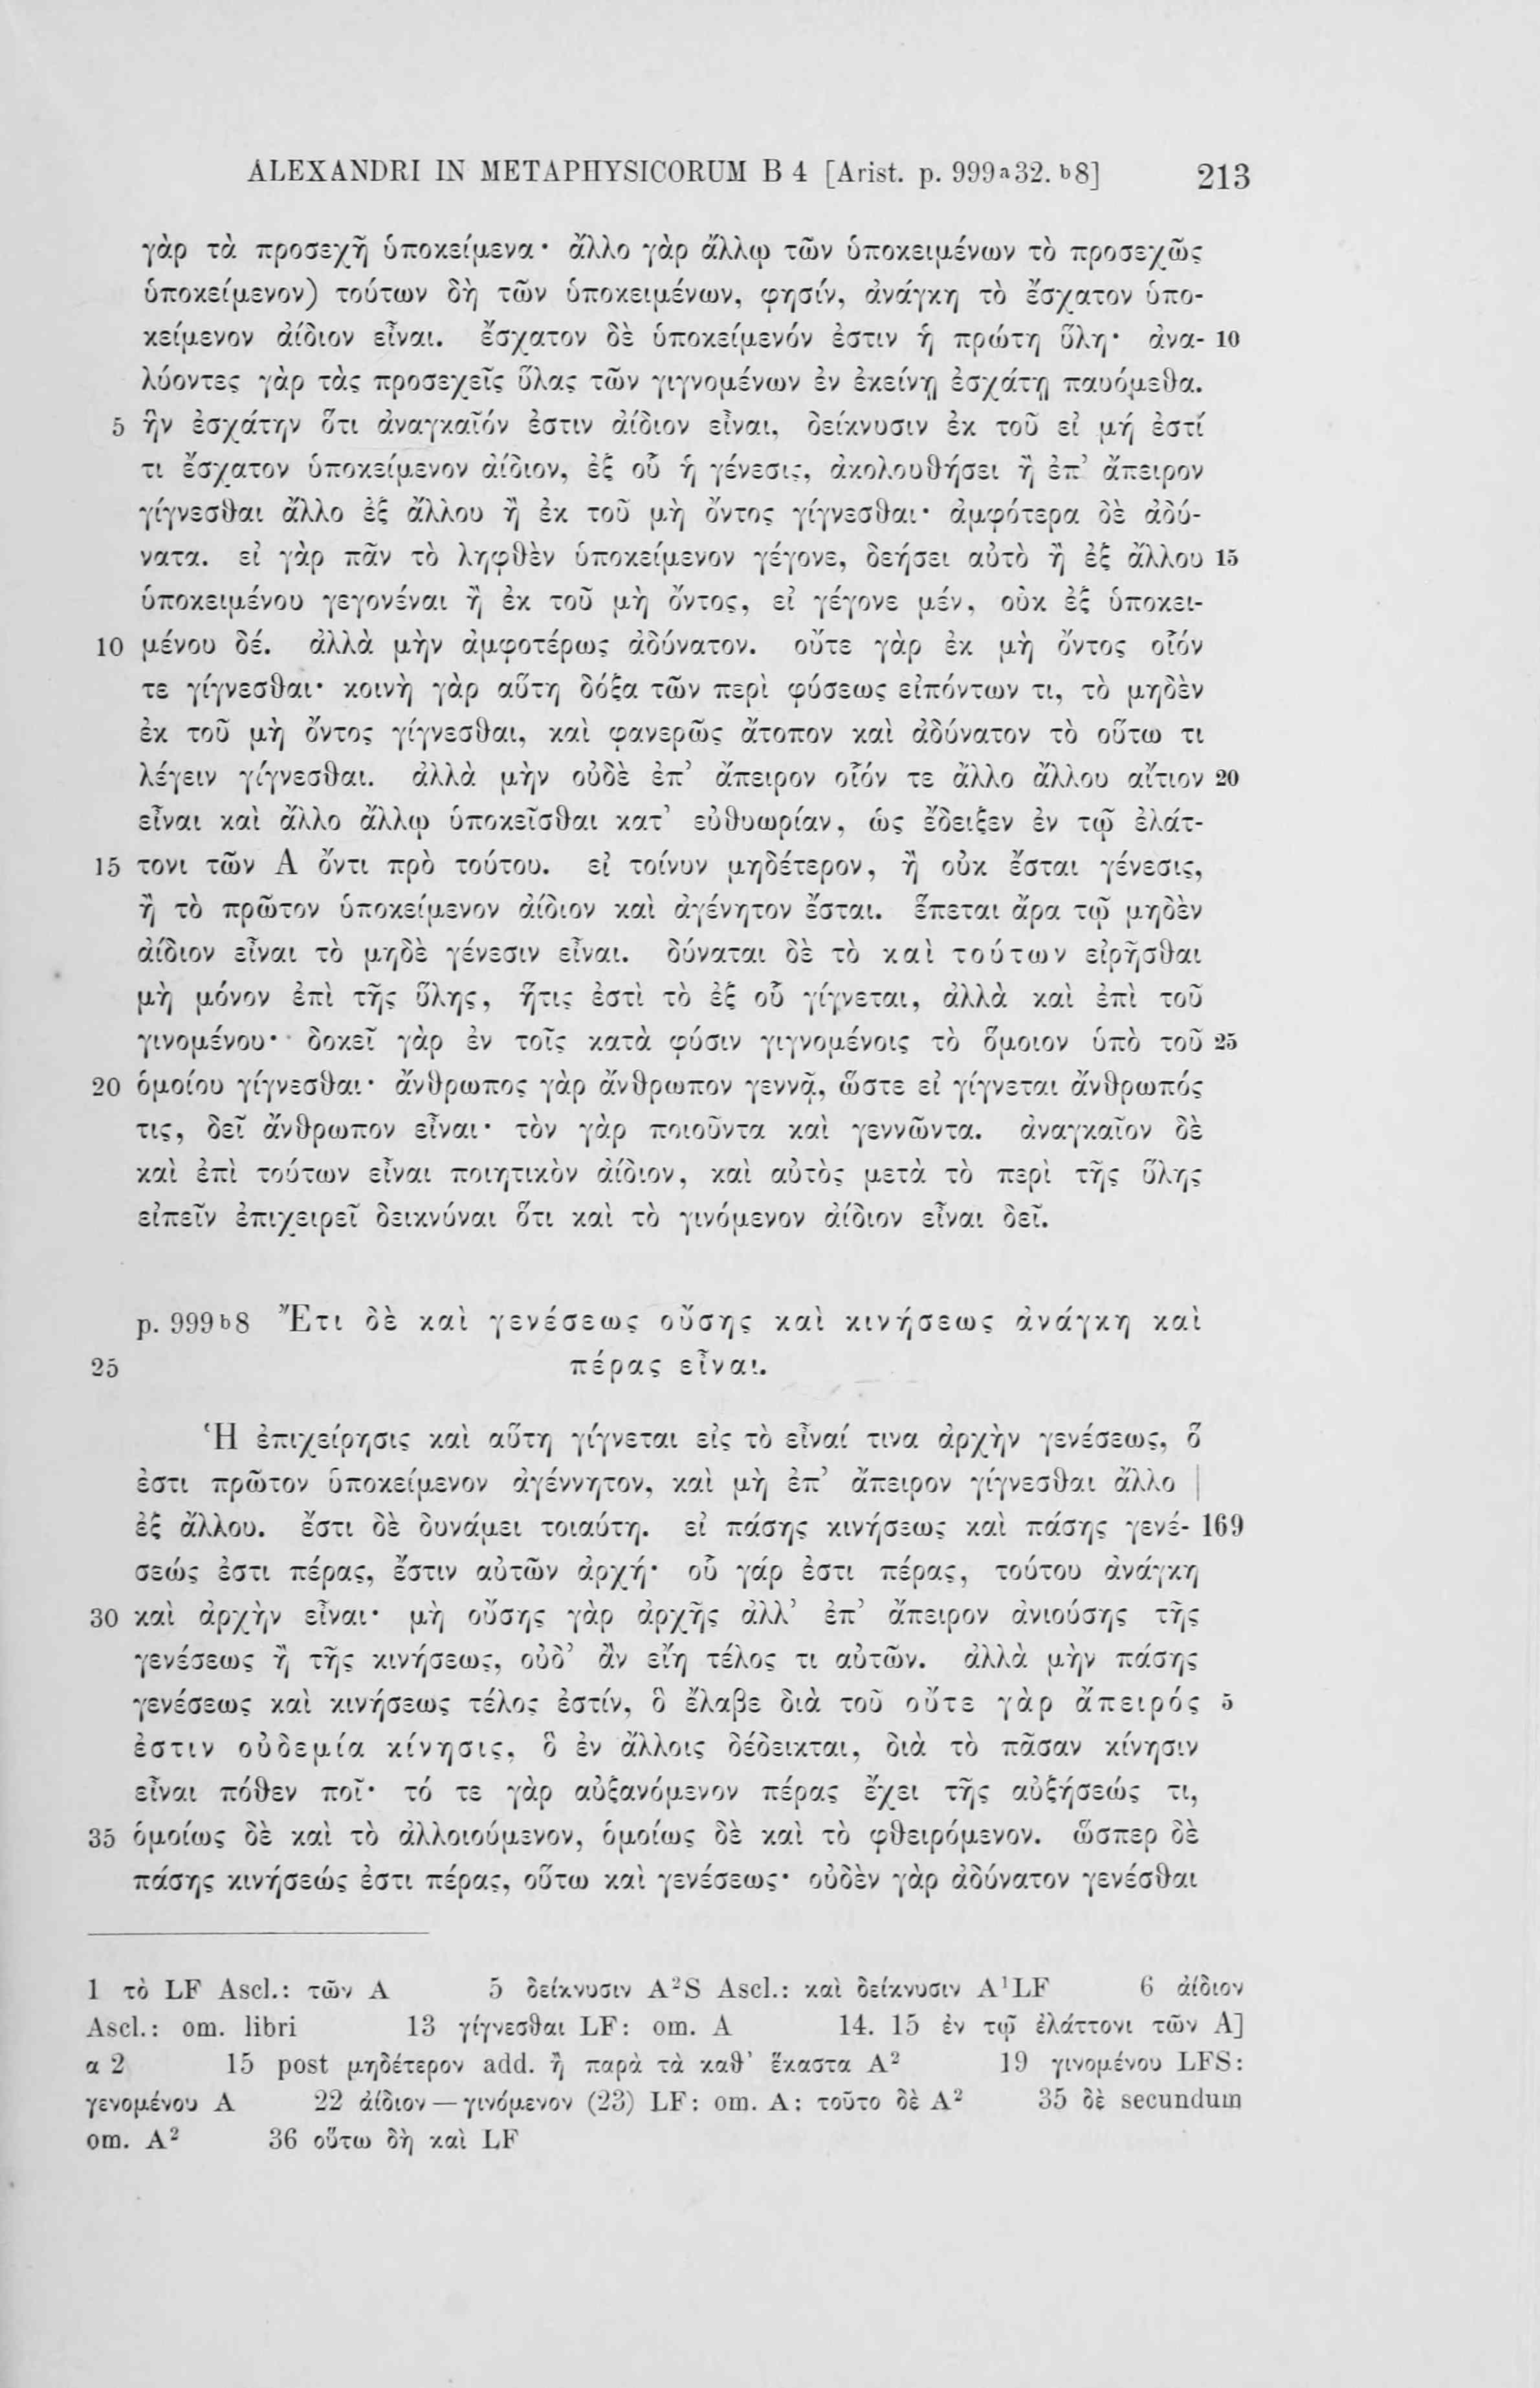 ALEXANDRI IN METAPHYSICORUM B 4 [Arist. p. 999ᵃ32. ᵇ8] 213
γὰρ τὰ προσεχῆ ὑποκείμενα· ἄλλο γὰρ ἄλλῳ τῶν ὑποκειμένων τὸ προσεχῶς
ὑποκείμενον) τούτων δὴ τῶν ὑποκειμένων, φησίν, ἀνάγκη τὸ ἔσχατον ὑπο-
κείμενον ἀίδιον εἶναι. ἔσχατον δὲ ὑποκείμενόν ἐστιν ἡ πρώτη ὕλη· ἀνα- 10
λύοντες γὰρ τὰς προσεχεῖς ὕλας τῶν γιγνομένων ἐν ἐκείνῃ ἐσχάτῃ παυόμεθα.
5 ἣν ἐσχάτην ὅτι ἀναγκαῖόν ἐστιν ἀίδιον εἶναι, δείκνυσιν ἐκ τοῦ εἰ μή ἐστί
τι ἔσχατον ὑποκείμενον ἀίδιον, ἐξ οὗ ἡ γένεσις, ἀκολουθήσει ἢ ἐπ’ ἄπειρον
γίγνεσθαι ἄλλο ἐξ ἄλλου ἢ ἐκ τοῦ μὴ ὄντος γίγνεσθαι· ἀμφότερα δὲ ἀδύ-
νατα. εἰ γὰρ πᾶν τὸ ληφθὲν ὑποκείμενον γέγονε, δεήσει αὐτὸ ἢ ἐξ ἄλλου 15
ὑποκειμένου γεγονέναι ἢ ἐκ τοῦ μὴ ὄντος, εἰ γέγονε μέν, οὐκ ἐξ ὑποκει-
10 μένου δέ. ἀλλὰ μὴν ἀμφοτέρως ἀδύνατον. οὔτε γὰρ ἐκ μὴ ὄντος οἷόν
τε γίγνεσθαι· κοινὴ γὰρ αὕτη δόξα τῶν περὶ φύσεως εἰπόντων τι, τὸ μηδὲν
ἐκ τοῦ μὴ ὄντος γίγνεσθαι, καὶ φανερῶς ἄτοπον καὶ ἀδύνατον τὸ οὕτω τι
λέγειν γίγνεσθαι. ἀλλὰ μὴν οὐδὲ ἐπ’ ἄπειρον οἷόν τε ἄλλο ἄλλου αἴτιον 20
εἶναι καὶ ἄλλο ἄλλῳ ὑποκεῖσθαι κατ’ εὐθυωρίαν, ὡς ἔδειξεν ἐν τῷ ἐλάτ-
15 τονι τῶν Α ὄντι πρὸ τούτου. εἰ τοίνυν μηδέτερον, ἢ οὐκ ἔσται γένεσις,
ἢ τὸ πρῶτον ὑποκείμενον ἀίδιον καὶ ἀγένητον ἔσται. ἕπεται ἄρα τῷ μηδὲν
ἀίδιον εἶναι τὸ μηδὲ γένεσιν εἶναι. δύναται δὲ τὸ καὶ τούτων εἰρῆσθαι
μὴ μόνον ἐπὶ τῆς ὕλης, ἥτις ἐστὶ τὸ ἐξ οὗ γίγνεται, ἀλλὰ καὶ ἐπὶ τοῦ
γινομένου· δοκεῖ γὰρ ἐν τοῖς κατὰ φύσιν γιγνομένοις τὸ ὅμοιον ὑπὸ τοῦ 25
20 ὁμοίου γίγνεσθαι· ἄνθρωπος γὰρ ἄνθρωπον γεννᾷ, ὥστε εἰ γίγνεται ἄνθρωπός
τις, δεῖ ἄνθρωπον εἶναι· τὸν γὰρ ποιοῦντα καὶ γεννῶντα. ἀναγκαῖον δὲ
καὶ ἐπὶ τούτων εἶναι ποιητικὸν ἀίδιον, καὶ αὐτὸς μετὰ τὸ περὶ τῆς ὕλης
εἰπεῖν ἐπιχειρεῖ δεικνύναι ὅτι καὶ τὸ γινόμενον ἀίδιον εἶναι δεῖ.
p. 999ᵇ8 Ἔτι δὲ καὶ γενέσεως οὔσης καὶ κινήσεως ἀνάγκη καὶ
25 πέρας εἶναι.
Ἡ ἐπιχείρησις καὶ αὕτη γίγνεται εἰς τὸ εἶναί τινα ἀρχὴν γενέσεως, ὅ
ἐστι πρῶτον ὑποκείμενον ἀγέννητον, καὶ μὴ ἐπ’ ἄπειρον γίγνεσθαι ἄλλο |
ἐξ ἄλλου. ἔστι δὲ δυνάμει τοιαύτη. εἰ πάσης κινήσεως καὶ πάσης γενέ- 169
σεώς ἐστι πέρας, ἔστιν αὐτῶν ἀρχή· οὗ γάρ ἐστι πέρας, τούτου ἀνάγκη
30 καὶ ἀρχὴν εἶναι· μὴ οὔσης γὰρ ἀρχῆς ἀλλ’ ἐπ’ ἄπειρον ἀνιούσης τῆς
γενέσεως ἢ τῆς κινήσεως, οὐδ’ ἂν εἴη τέλος τι αὐτῶν. ἀλλὰ μὴν πάσης
γενέσεως καὶ κινήσεως τέλος ἐστίν, ὃ ἔλαβε διὰ τοῦ οὔτε γὰρ ἄπειρός 5
ἐστιν οὐδεμία κίνησις, ὃ ἐν ἄλλοις δέδεικται, διὰ τὸ πᾶσαν κίνησιν
εἶναι πόθεν ποῖ· τό τε γὰρ αὐξανόμενον πέρας ἔχει τῆς αὐξήσεώς τι,
35 ὁμοίως δὲ καὶ τὸ ἀλλοιούμενον, ὁμοίως δὲ καὶ τὸ φθειρόμενον. ὥσπερ δὲ
πάσης κινήσεώς ἐστι πέρας, οὕτω καὶ γενέσεως· οὐδὲν γὰρ ἀδύνατον γενέσθαι
1 τὸ LF Ascl.: τῶν A 5 δείκνυσιν A²S Ascl.: καὶ δείκνυσιν A¹LF 6 ἀίδιον
Ascl.: om. libri 13 γίγνεσθαι LF: om. A 14. 15 ἐν τῷ ἐλάττονι τῶν Α]
α 2 15 post μηδέτερον add. ἢ παρὰ τὰ καθ’ ἕκαστα A² 19 γινομένου LFS:
γενομένου A 22 ἀίδιον — γινόμενον (23) LF: om. A: τοῦτο δὲ A² 35 δὲ secundum
om. A² 36 οὕτω δὴ καὶ LF